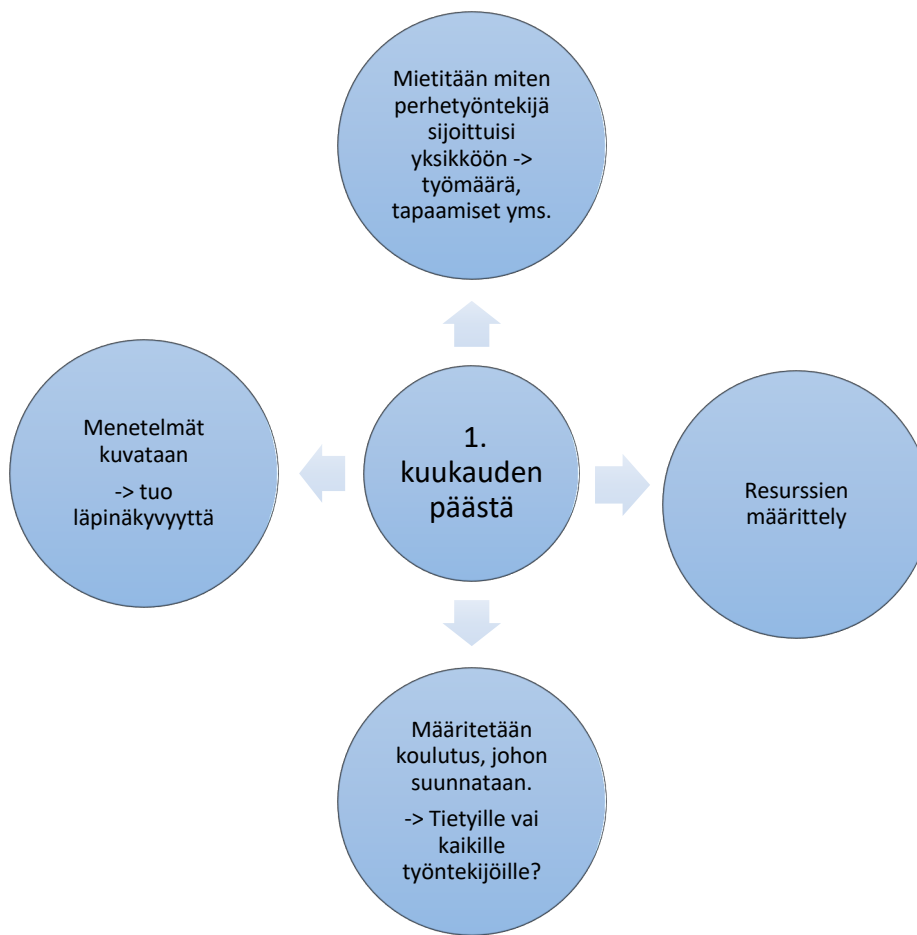 Mietitään miten
perhetyöntekijä
sijoittuisi
yksikköön ->
työmäärä,
tapaamiset yms.
Menetelmät
kuvataan
-> tuo
läpinäkyvyyttä
1.
kuukauden
päästä
Resurssien
määrittely
Määritetään
koulutus, johon
suunnataan.
-> Tietyille vai
kaikille
työntekijöille?